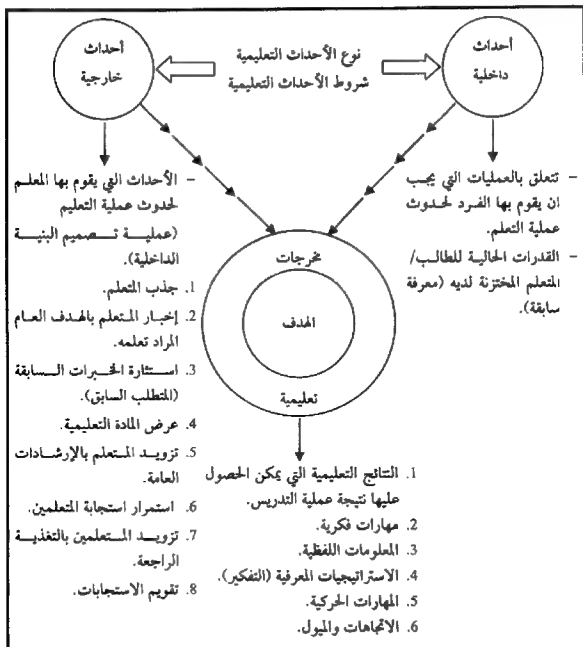 أحداث
داخلية
نوع الأحداث التعليمية
شروط الأحداث التعليمية
أحداث
خارجية
– تتعلق بالعمليات التي يجب
ان يقوم بها الفرد لحدوث
عملية التعلم.
– القدرات الحالية للطالب/
المتعلم المختزنة لديه (معرفة
سابقة).
– الأحداث التي يقوم بها المعلم
لحدوث عملية التعليم
(عملية تصميم البنية
الداخلية).
1. جذب المتعلم.
2. إخبار المتعلم بالهدف العام
المراد تعلمه.
3. استثارة الخبرات السابقة
(المتطلب السابق).
4. عرض المادة التعليمية.
5. تزويد المتعلم بالإرشادات
العامة.
6. استمرار استجابة المتعلمين.
7. تزويد المتعلمين بالتغذية
الراجعة.
8. تقويم الاستجابات.
مخرجات
الهدف
تعليمية
1. النتائج التعليمية التي يمكن الحصول
عليها نتيجة عملية التدريس.
2. مهارات فكرية.
3. المعلومات اللفظية.
4. الاستراتيجيات المعرفية (التفكير).
5. المهارات الحركية.
6. الاتجاهات والميول.